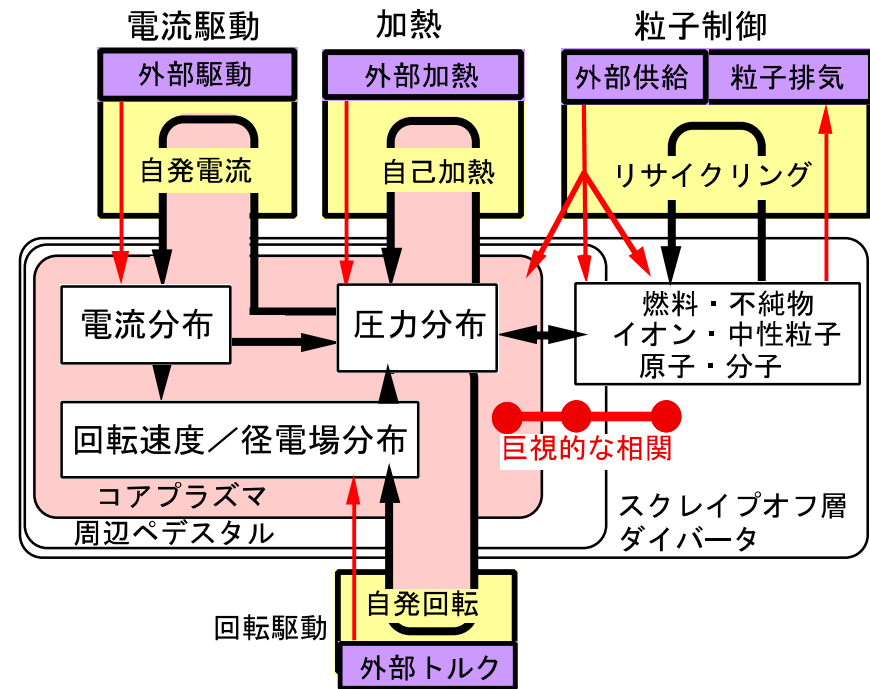 電流駆動
加熱
粒子制御
外部駆動
外部加熱
外部供給
粒子排気
自発電流
自己加熱
リサイクリング
電流分布
圧力分布
燃料・不純物
イオン・中性粒子
原子・分子
回転速度／径電場分布
巨視的な相関
コアプラズマ
周辺ペデスタル
スクレイプオフ層
ダイバータ
自発回転
回転駆動
外部トルク